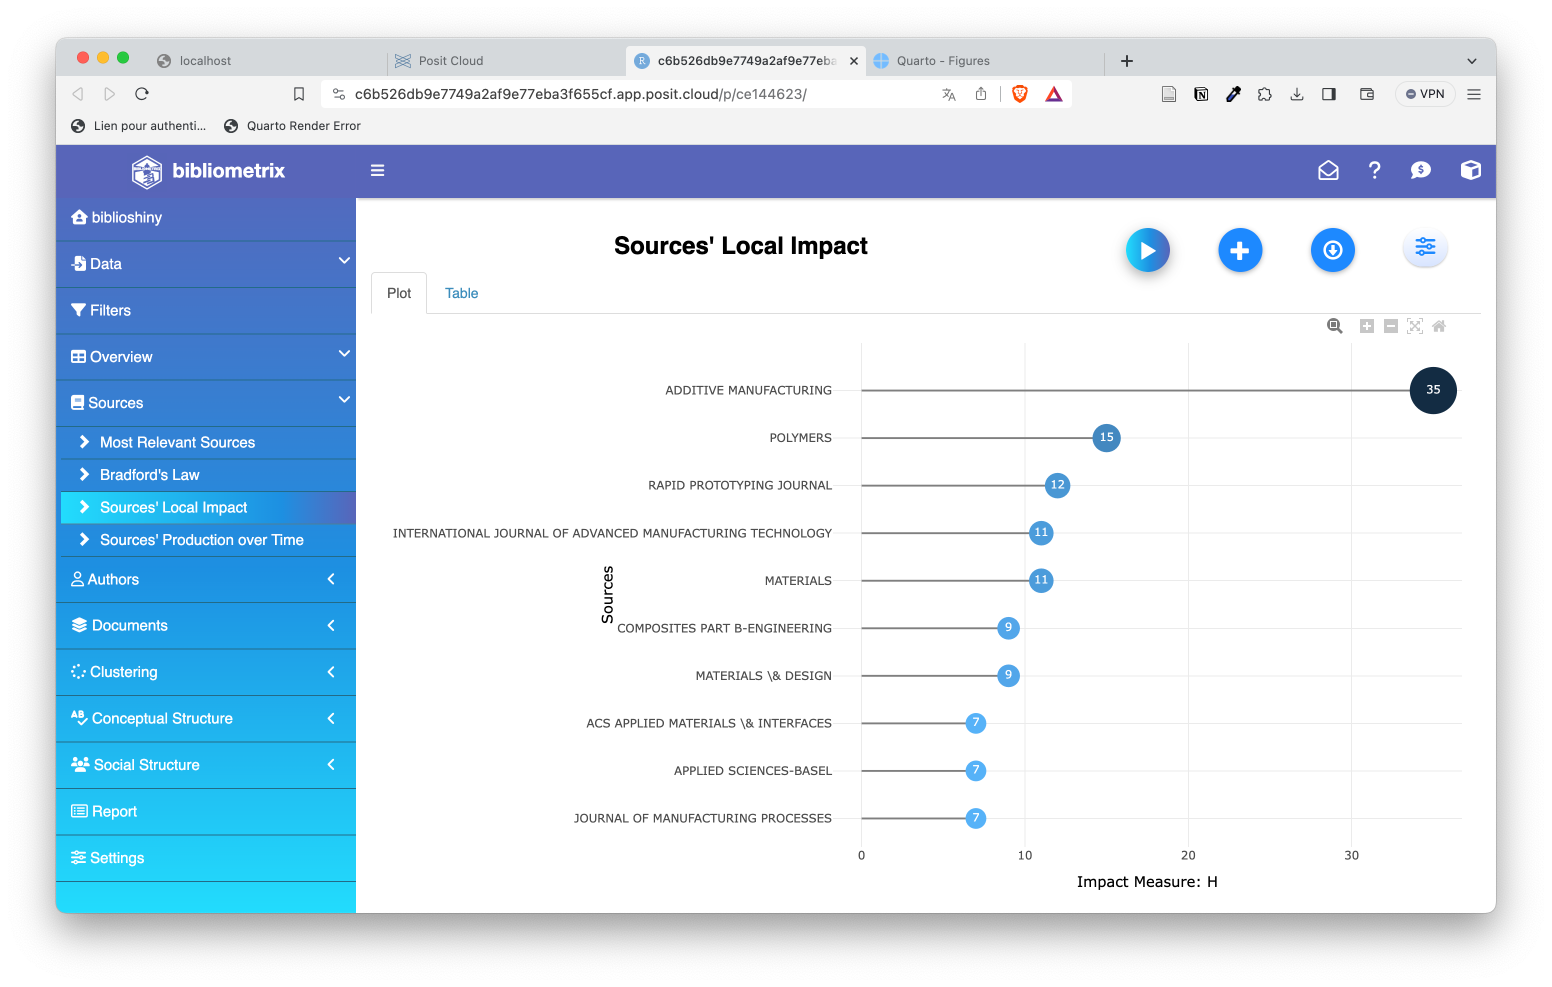 localhost
Posit Cloud
c6b526db9e7749a2af9e77eba
Quarto - Figures
c6b526db9e7749a2af9e77eba3f655cf.app.posit.cloud/p/ce144623/
VPN
Lien pour authenti...
Quarto Render Error
bibliometrix
biblioshiny
Data
Filters
Overview
Sources
Most Relevant Sources
Bradford's Law
Sources' Local Impact
Sources' Production over Time
Authors
Documents
Clustering
Conceptual Structure
Social Structure
Report
Settings
Sources' Local Impact
Plot
Table
ADDITIVE MANUFACTURING
35
POLYMERS
15
RAPID PROTOTYPING JOURNAL
12
INTERNATIONAL JOURNAL OF ADVANCED MANUFACTURING TECHNOLOGY
11
MATERIALS
11
COMPOSITES PART B-ENGINEERING
9
MATERIALS \& DESIGN
9
ACS APPLIED MATERIALS \& INTERFACES
7
APPLIED SCIENCES-BASEL
7
JOURNAL OF MANUFACTURING PROCESSES
7
Sources
0
10
20
30
Impact Measure: H